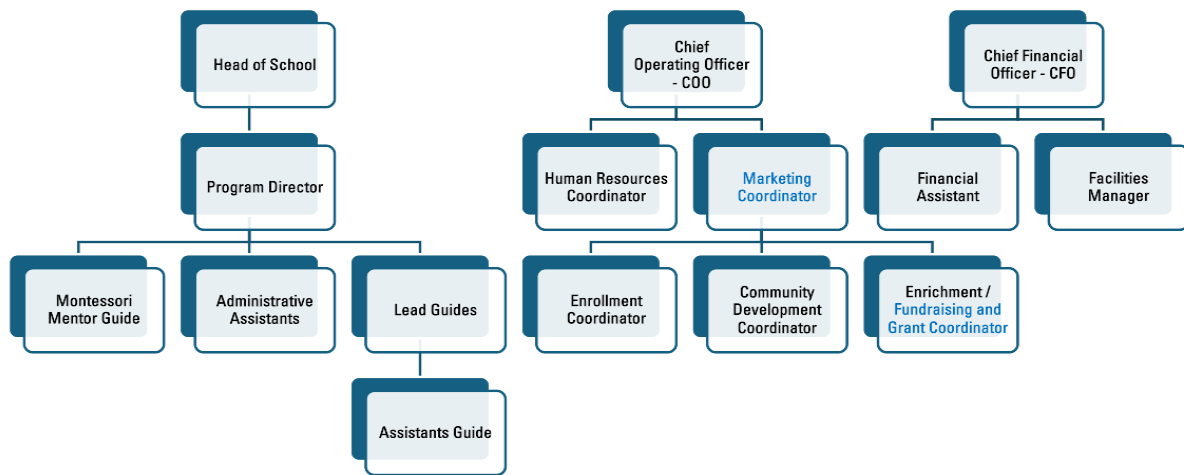 Head of School
Chief
Operating Officer
- COO
Chief Financial
Officer - CFO
Program Director
Human Resources
Coordinator
Marketing
Coordinator
Financial
Assistant
Facilities
Manager
Montessori
Mentor Guide
Administrative
Assistants
Lead Guides
Enrollment
Coordinator
Community
Development
Coordinator
Enrichment /
Fundraising and
Grant Coordinator
Assistants Guide